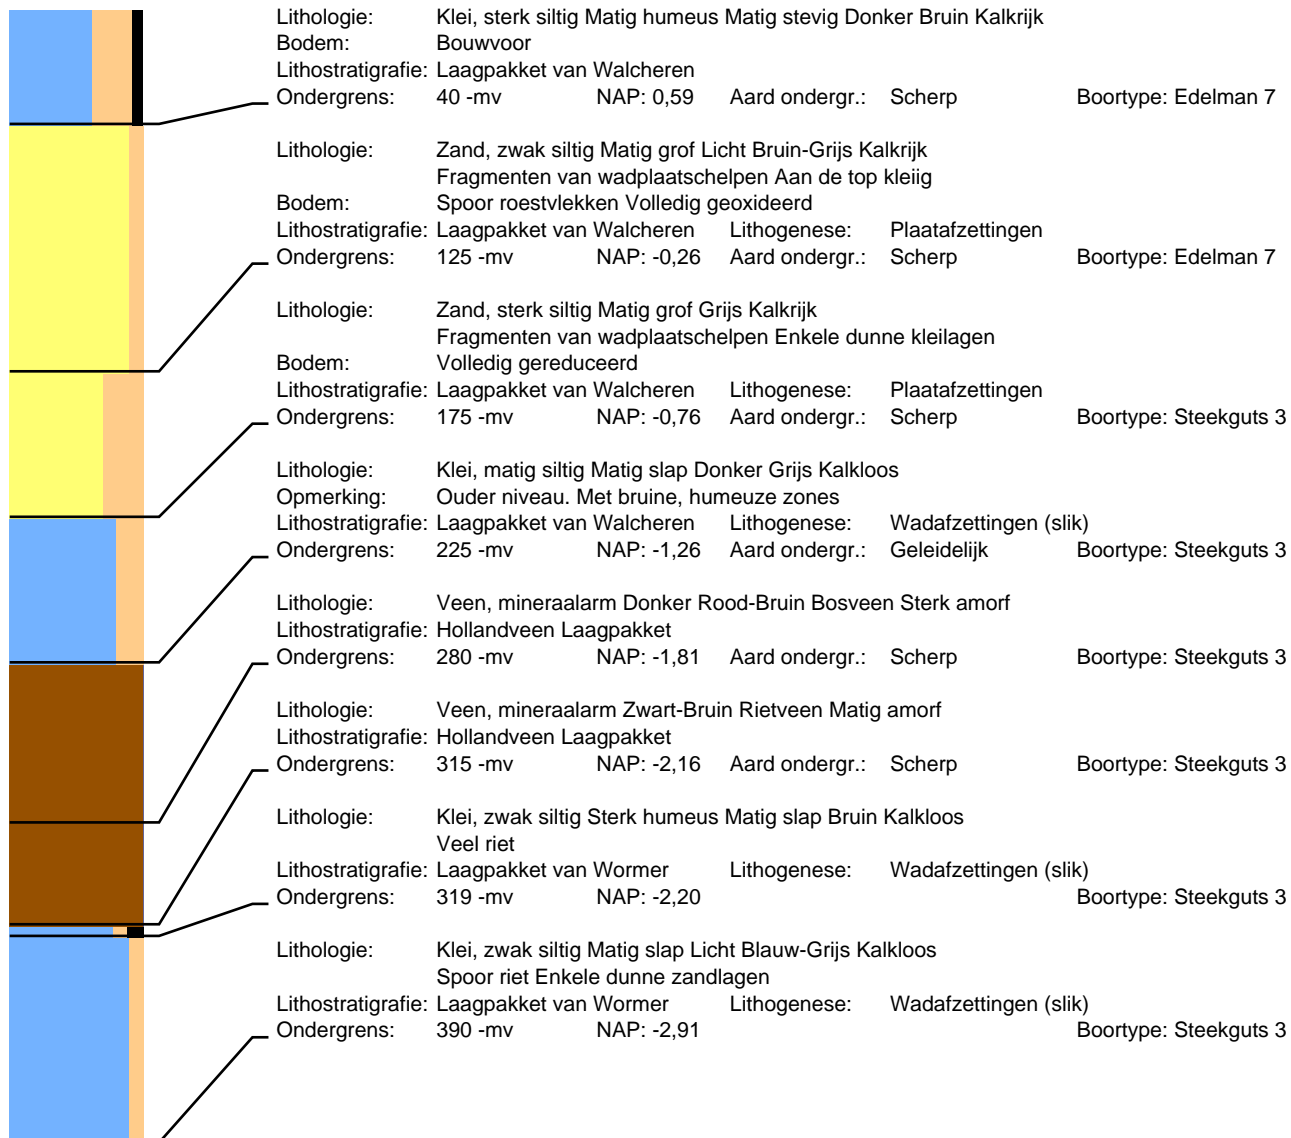 Lithologie: Klei, sterk siltig Matig humeus Matig stevig Donker Bruin Kalkrijk
Bodem: Bouwvoor
Lithostratigrafie: Laagpakket van Walcheren
Ondergrens: 40 -mv NAP: 0,59 Aard ondergr.: Scherp Boortype: Edelman 7
Lithologie: Zand, zwak siltig Matig grof Licht Bruin-Grijs Kalkrijk
Fragmenten van wadplaatschelpen Aan de top kleiig
Bodem: Spoor roestvlekken Volledig geoxideerd
Lithostratigrafie: Laagpakket van Walcheren Lithogenese: Plaatafzettingen
Ondergrens: 125 -mv NAP: -0,26 Aard ondergr.: Scherp Boortype: Edelman 7
Lithologie: Zand, sterk siltig Matig grof Grijs Kalkrijk
Fragmenten van wadplaatschelpen Enkele dunne kleilagen
Bodem: Volledig gereduceerd
Lithostratigrafie: Laagpakket van Walcheren Lithogenese: Plaatafzettingen
Ondergrens: 175 -mv NAP: -0,76 Aard ondergr.: Scherp Boortype: Steekguts 3
Lithologie: Klei, matig siltig Matig slap Donker Grijs Kalkloos
Opmerking: Ouder niveau. Met bruine, humeuze zones
Lithostratigrafie: Laagpakket van Walcheren Lithogenese: Wadafzettingen (slik)
Ondergrens: 225 -mv NAP: -1,26 Aard ondergr.: Geleidelijk Boortype: Steekguts 3
Lithologie: Veen, mineraalarm Donker Rood-Bruin Bosveen Sterk amorf
Lithostratigrafie: Hollandveen Laagpakket
Ondergrens: 280 -mv NAP: -1,81 Aard ondergr.: Scherp Boortype: Steekguts 3
Lithologie: Veen, mineraalarm Zwart-Bruin Rietveen Matig amorf
Lithostratigrafie: Hollandveen Laagpakket
Ondergrens: 315 -mv NAP: -2,16 Aard ondergr.: Scherp Boortype: Steekguts 3
Lithologie: Klei, zwak siltig Sterk humeus Matig slap Bruin Kalkloos
Veel riet
Lithostratigrafie: Laagpakket van Wormer Lithogenese: Wadafzettingen (slik)
Ondergrens: 319 -mv NAP: -2,20 Boortype: Steekguts 3
Lithologie: Klei, zwak siltig Matig slap Licht Blauw-Grijs Kalkloos
Spoor riet Enkele dunne zandlagen
Lithostratigrafie: Laagpakket van Wormer Lithogenese: Wadafzettingen (slik)
Ondergrens: 390 -mv NAP: -2,91 Boortype: Steekguts 3